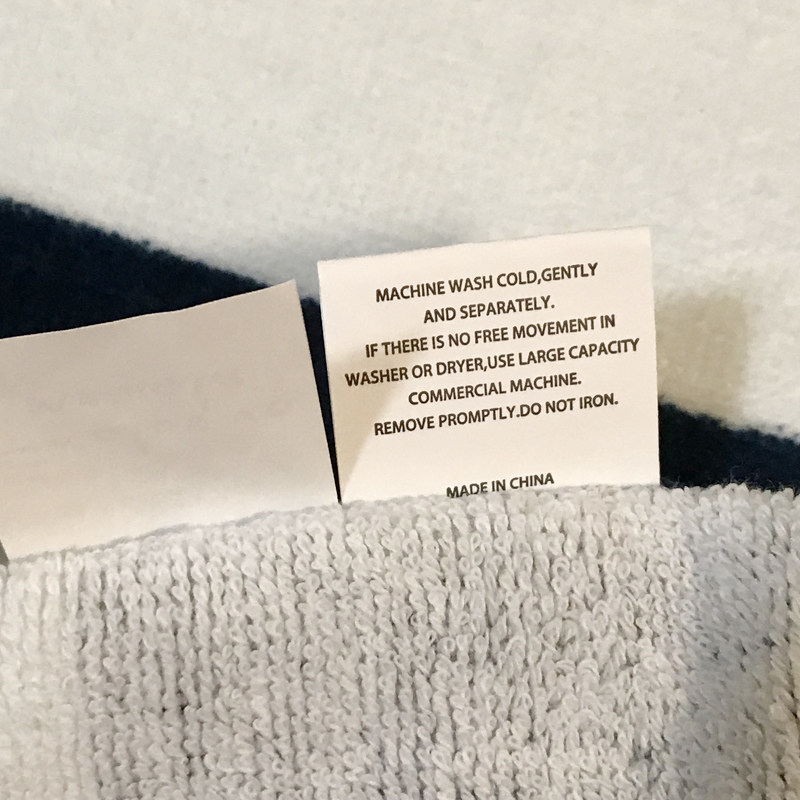 MACHINE WASH COLD,GENTLY
AND SEPARATELY.
IF THERE IS NO FREE MOVEMENT IN
WASHER OR DRYER,USE LARGE CAPACITY
COMMERCIAL MACHINE.
REMOVE PROMPTLY.DO NOT IRON.
MADE IN CHINA